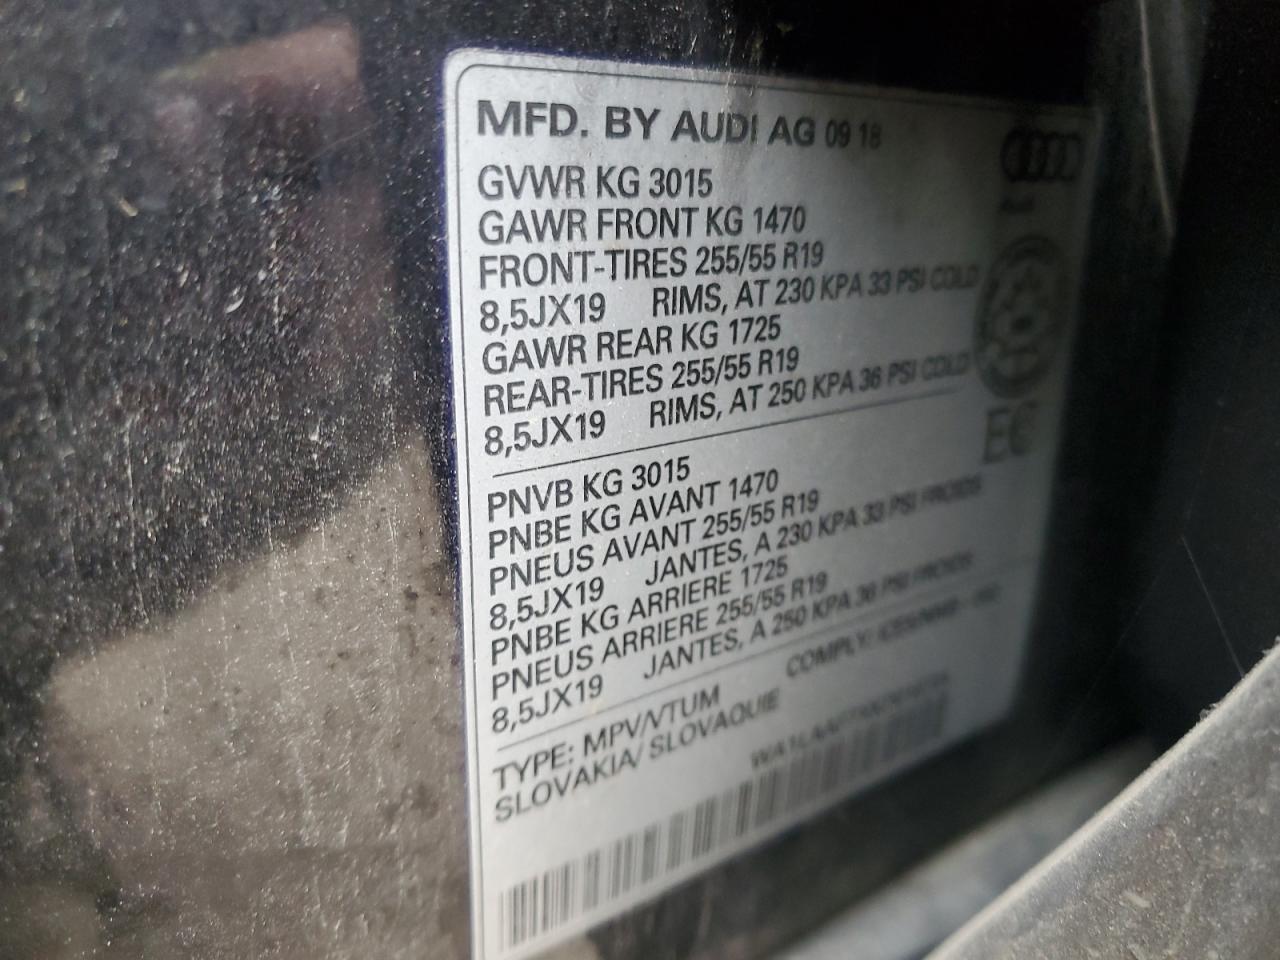 MFD. BY AUDI AG 09 18
GVWR KG 3015
GAWR FRONT KG 1470
FRONT-TIRES 255/55 R19
8,5JX19 RIMS, AT 230 KPA 33 PSI COLD
GAWR REAR KG 1725
REAR-TIRES 255/55 R19
8,5JX19 RIMS, AT 250 KPA 36 PSI COLD
PNVB KG 3015
PNBE KG AVANT 1470
PNEUS AVANT 255/55 R19
8,5JX19 JANTES, A 230 KPA 33 PSI FROIDS
PNBE KG ARRIERE 1725
PNEUS ARRIERE 255/55 R19
8,5JX19 JANTES, A 250 KPA 36 PSI FROIDS
TYPE: MPV/VTUM COMPLY:
SLOVAKIA/ SLOVAQUIE